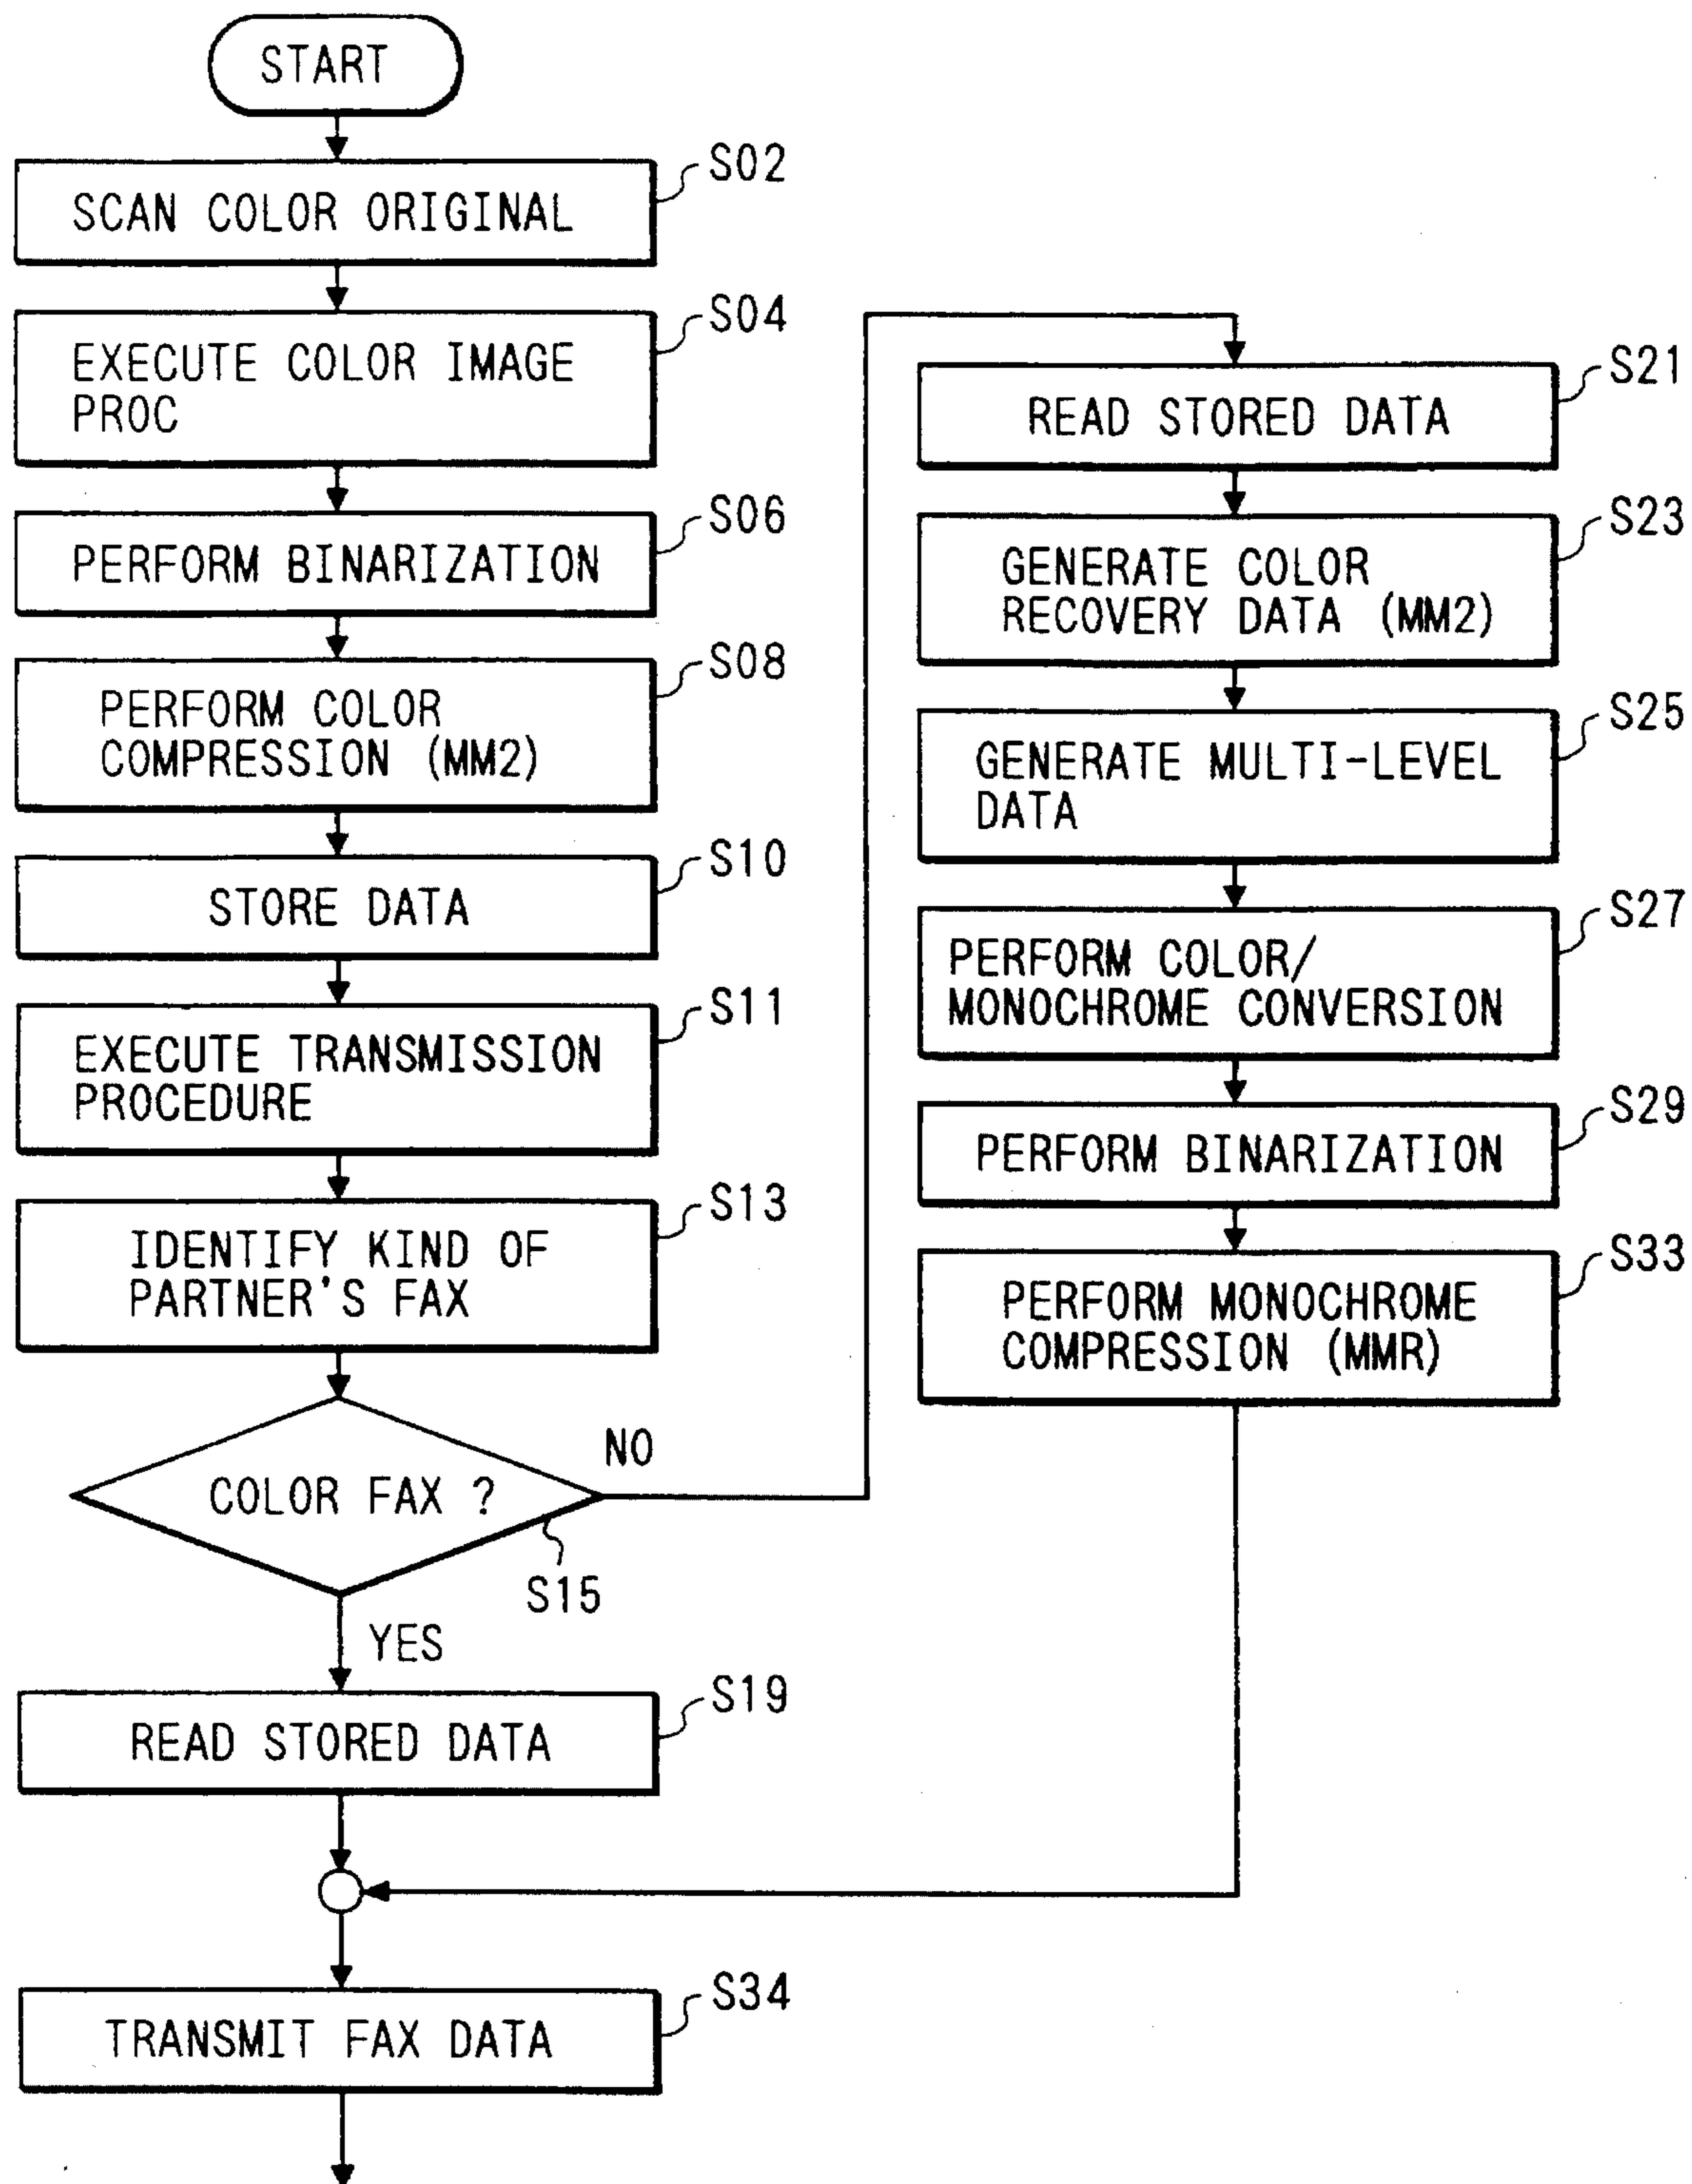 START
S02
SCAN COLOR ORIGINAL
S04
EXECUTE COLOR IMAGE
PROC
S06
PERFORM BINARIZATION
S08
PERFORM COLOR
COMPRESSION (MM2)
S10
STORE DATA
S11
EXECUTE TRANSMISSION
PROCEDURE
S13
IDENTIFY KIND OF
PARTNER'S FAX
COLOR FAX ?
NO
S15
YES
S19
READ STORED DATA
S21
READ STORED DATA
S23
GENERATE COLOR
RECOVERY DATA (MM2)
S25
GENERATE MULTI-LEVEL
DATA
S27
PERFORM COLOR/
MONOCHROME CONVERSION
S29
PERFORM BINARIZATION
S33
PERFORM MONOCHROME
COMPRESSION (MMR)
S34
TRANSMIT FAX DATA